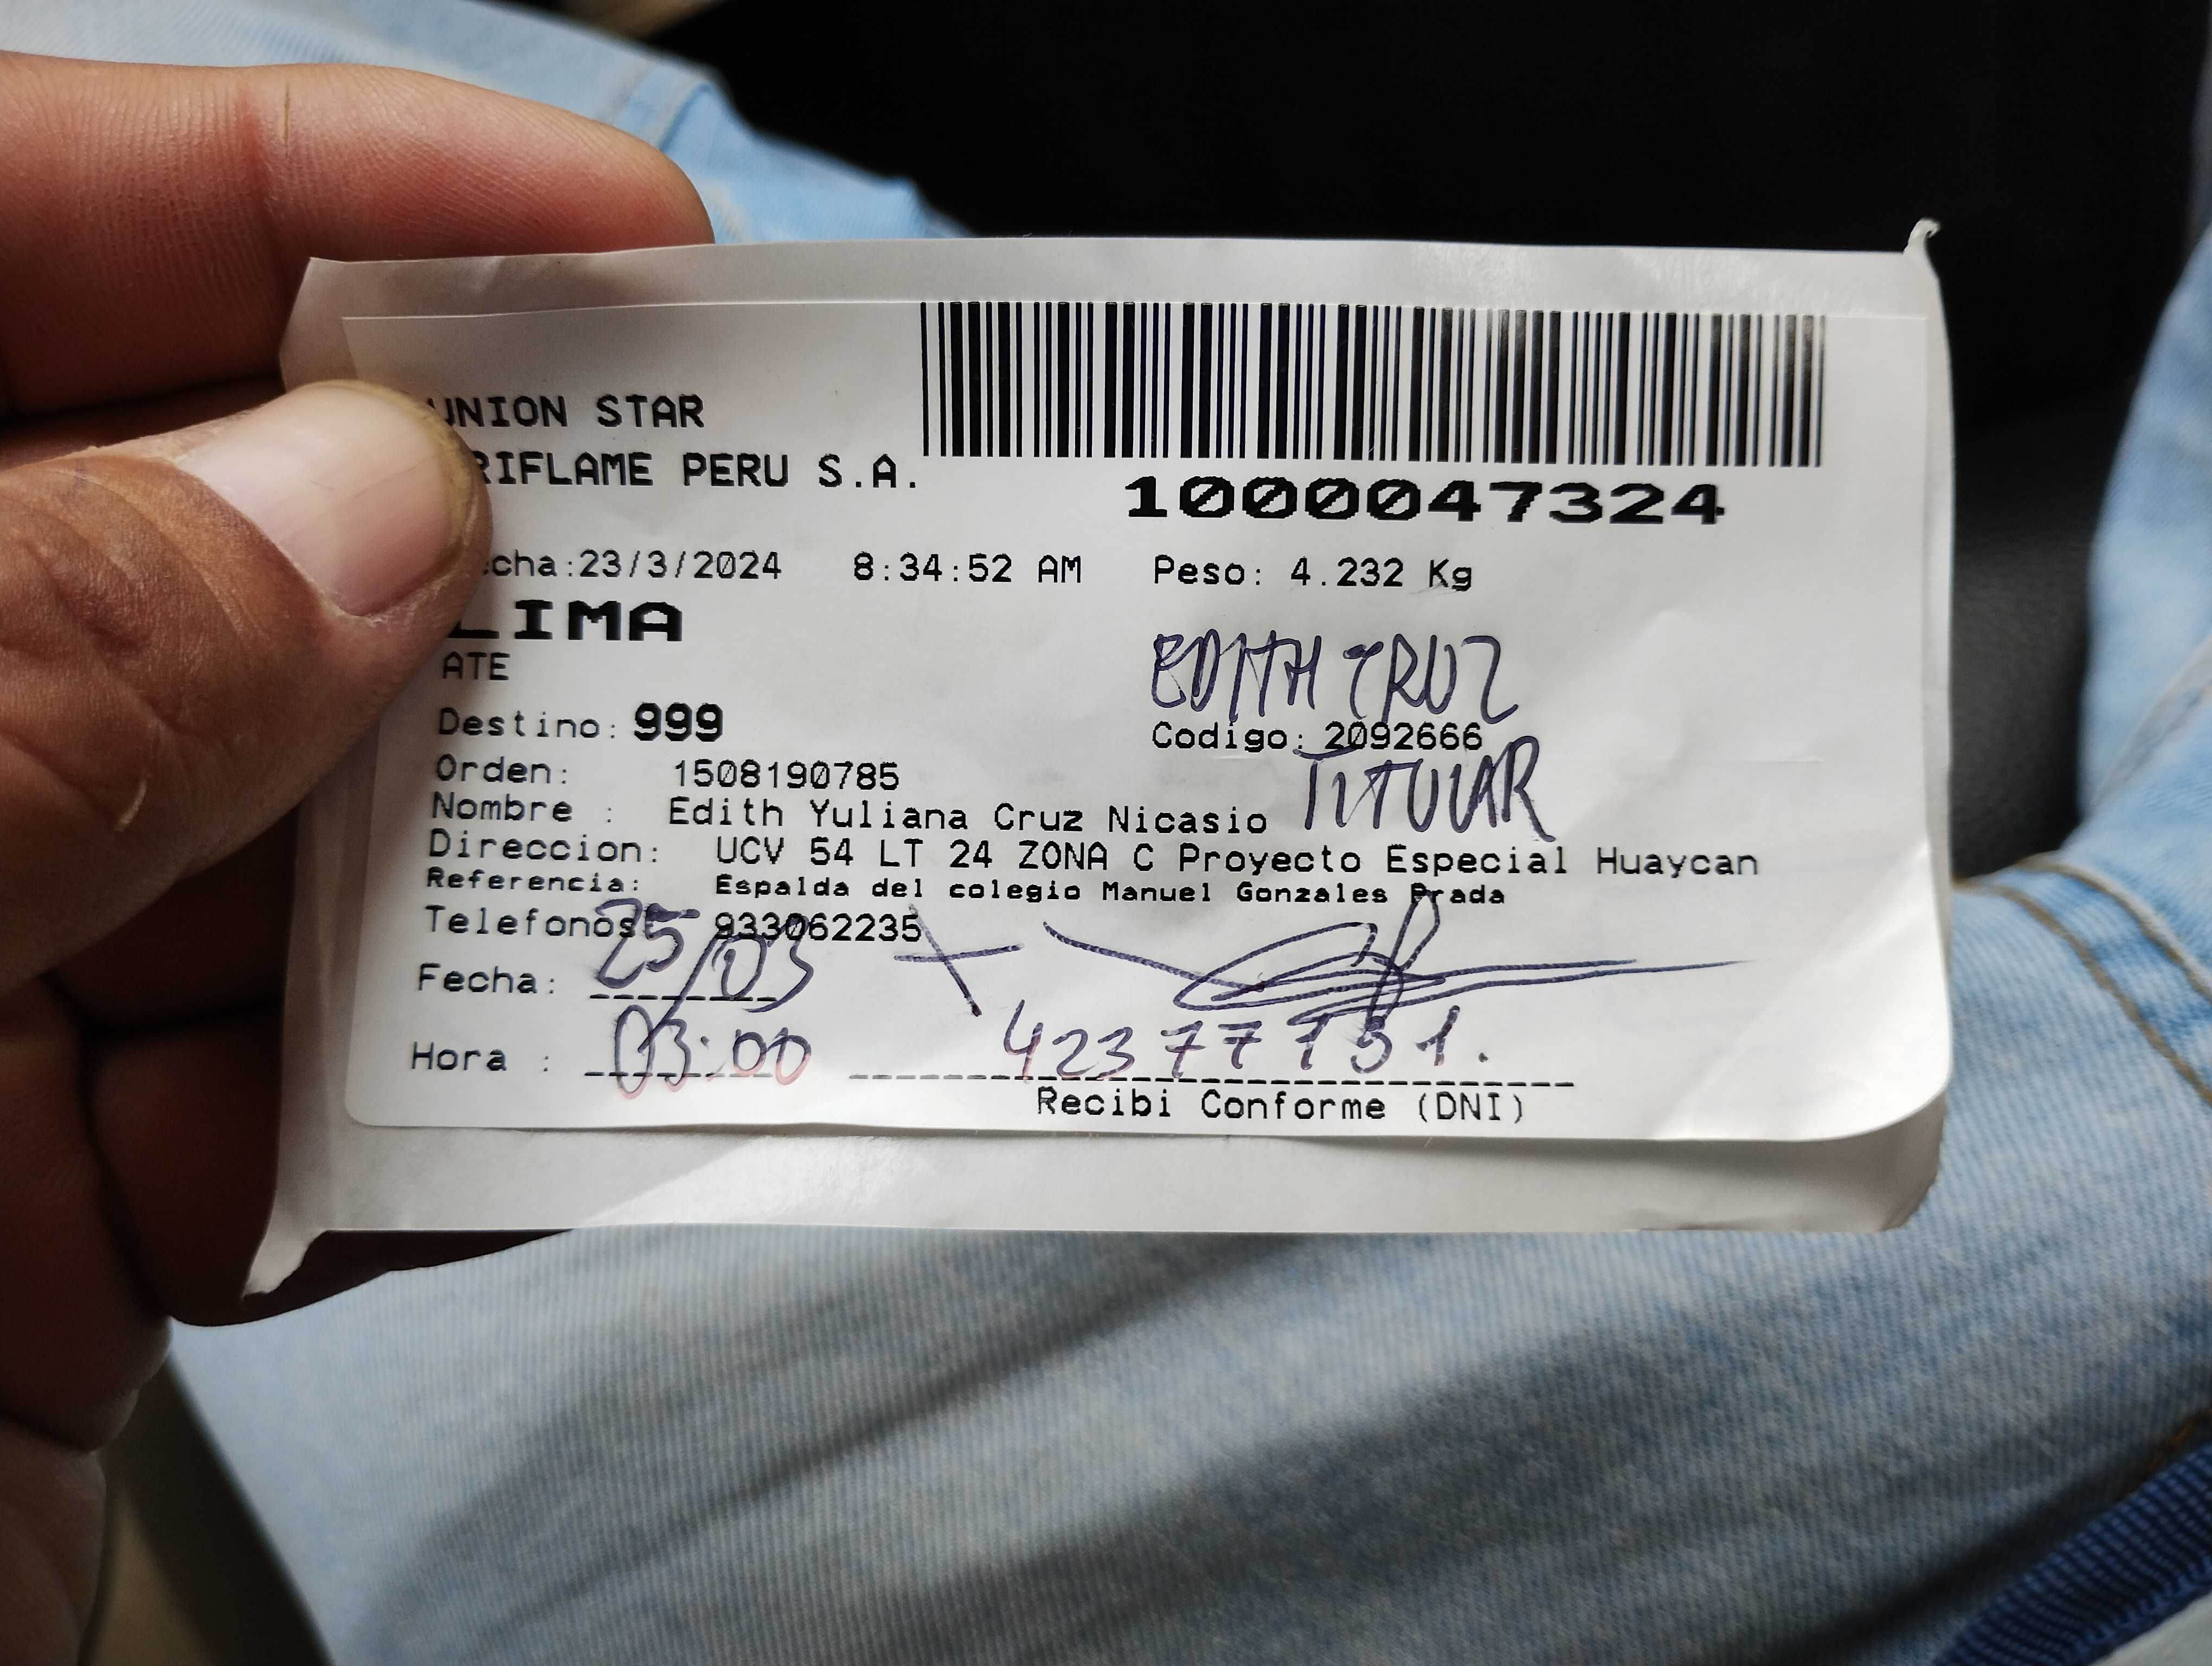 UNION STAR
RIFLAME PERU S.A.
1000047324
echa:23/3/2024 8:34:52 AM Peso: 4.232 Kg
LIMA
ATE
EDITH CRUZ
Destino: 999 Codigo: 2092666
Orden: 1508190785
TITULAR
Nombre : Edith Yuliana Cruz Nicasio
Direccion: UCV 54 LT 24 ZONA C Proyecto Especial Huaycan
Referencia: Espalda del colegio Manuel Gonzales Prada
Telefonos: 933062235
Fecha: 25/03
Hora : 03:00 42377151.
Recibi Conforme (DNI)